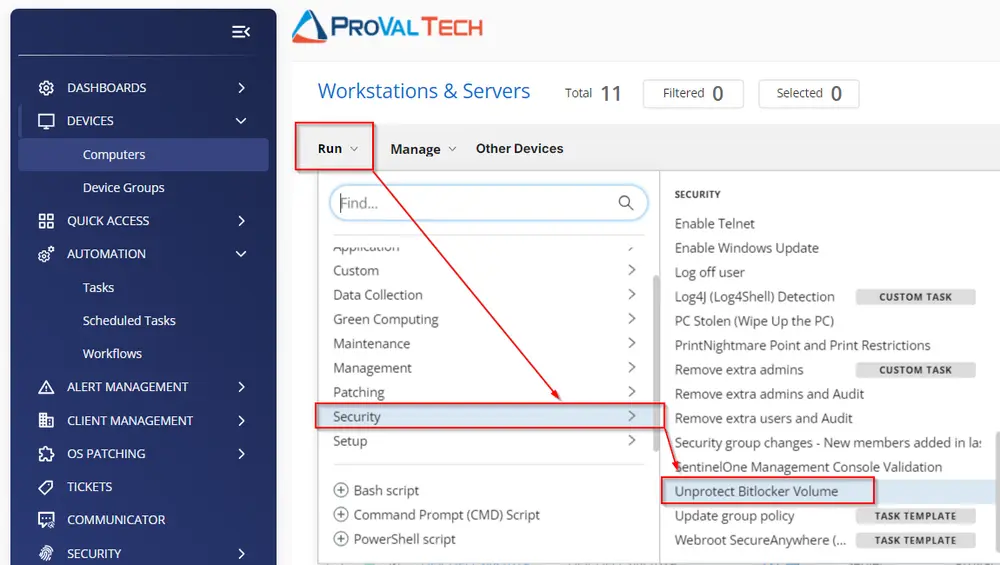 PROVAL TECH
DASHBOARDS
DEVICES
Computers
Device Groups
QUICK ACCESS
AUTOMATION
Tasks
Scheduled Tasks
Workflows
ALERT MANAGEMENT
CLIENT MANAGEMENT
OS PATCHING
TICKETS
COMMUNICATOR
SECURITY
Workstations & Servers Total 11 Filtered 0 Selected 0
Run Manage Other Devices
Find...
Application
Custom
Data Collection
Green Computing
Maintenance
Management
Patching
Security
Setup
Bash script
Command Prompt (CMD) Script
PowerShell script
SECURITY
Enable Telnet
Enable Windows Update
Log off user
Log4J (Log4Shell) Detection CUSTOM TASK
PC Stolen (Wipe Up the PC)
PrintNightmare Point and Print Restrictions
Remove extra admins CUSTOM TASK
Remove extra admins and Audit
Remove extra users and Audit
Security group changes - New members added in las
SentinelOne Management Console Validation
Unprotect Bitlocker Volume
Update group policy TASK TEMPLATE
Webroot SecureAnywhere (... TASK TEMPLATE